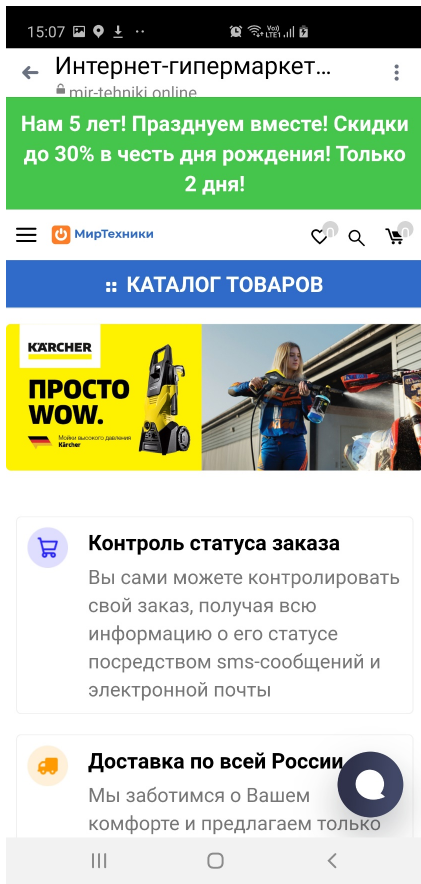 15:07
Vo)) LTE1
Интернет-гипермаркет...
mir-tehniki.online
Нам 5 лет! Празднуем вместе! Скидки
до 30% в честь дня рождения! Только
2 дня!
МирТехники
0
0
КАТАЛОГ ТОВАРОВ
KÄRCHER
ПРОСТО
WOW.
Мойки высокого давления
Kärcher
Контроль статуса заказа
Вы сами можете контролировать
свой заказ, получая всю
информацию о его статусе
посредством sms-сообщений и
электронной почты
Доставка по всей России
Мы заботимся о Вашем
комфорте и предлагаем только